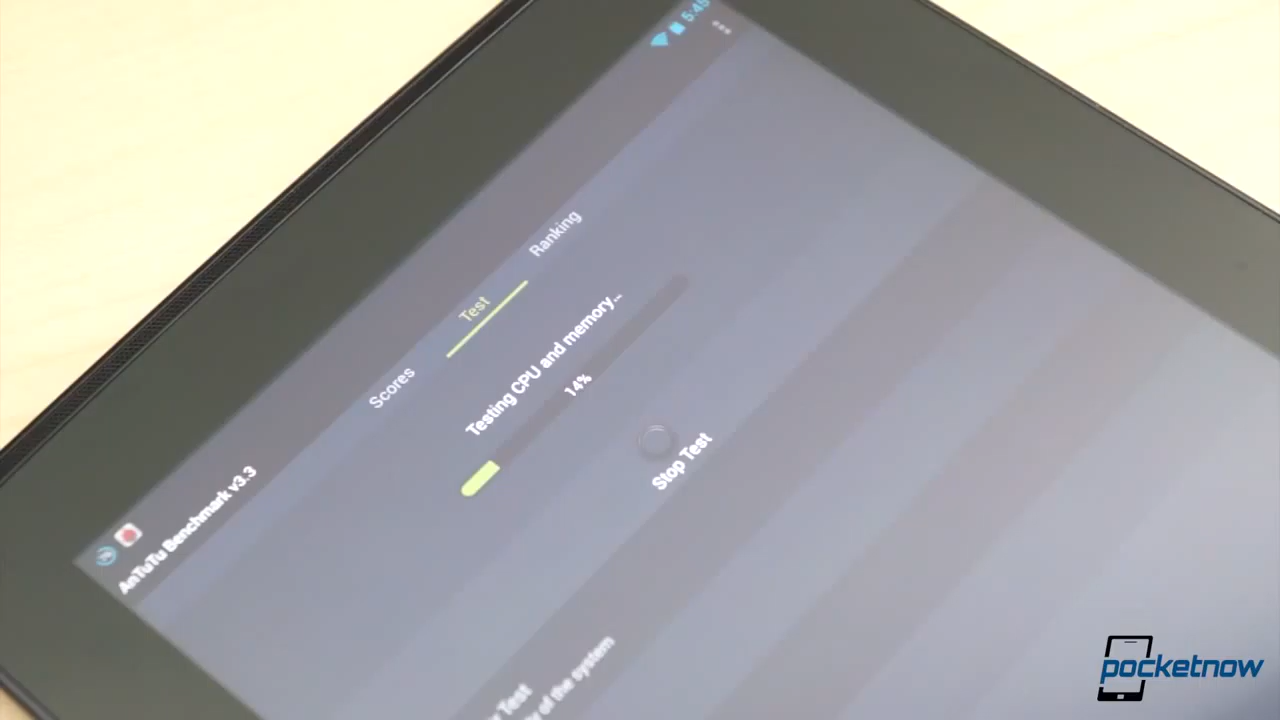 5:45
AnTuTu Benchmark v3.3
Scores
Test
Ranking
Testing CPU and memory...
14%
Stop Test
Test
of the system
pocketnow